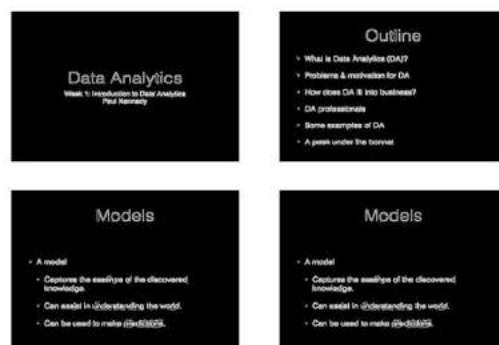 Data Analytics
Week 1: Introduction to Data Analytics
Paul Kennedy
Outline
What is Data Analytics (DA)?
Problems & motivation for DA
How does DA fit into business?
DA professionals
Some examples of DA
A peek under the bonnet
Models
A model
Captures the essence of the discovered
knowledge.
Can assist in understanding the world.
Can be used to make predictions.
Models
A model
Captures the essence of the discovered
knowledge.
Can assist in understanding the world.
Can be used to make predictions.